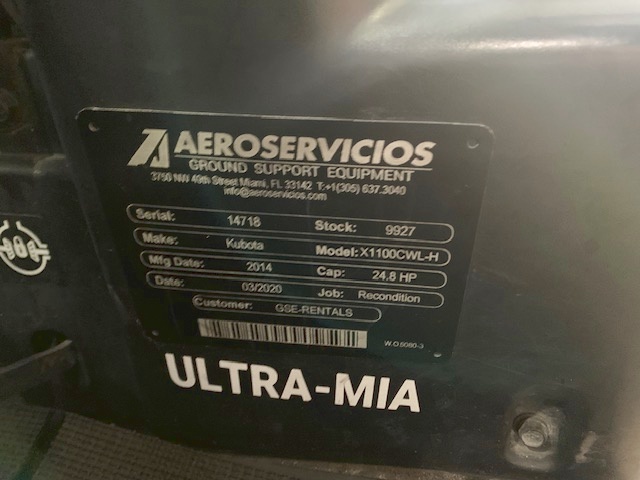 AEROSERVICIOS
GROUND SUPPORT EQUIPMENT
3750 NW 49th Street Miami, FL 33142 T:+1(305) 637.3040
info@aeroservicios.com
Serial: 14718 Stock: 9927
Make: Kubota Model: X1100CWL-H
Mfg Date: 2014 Cap: 24.8 HP
Date: 03/2020 Job: Recondition
Customer: GSE-RENTALS
W.O.5080-3
ULTRA-MIA